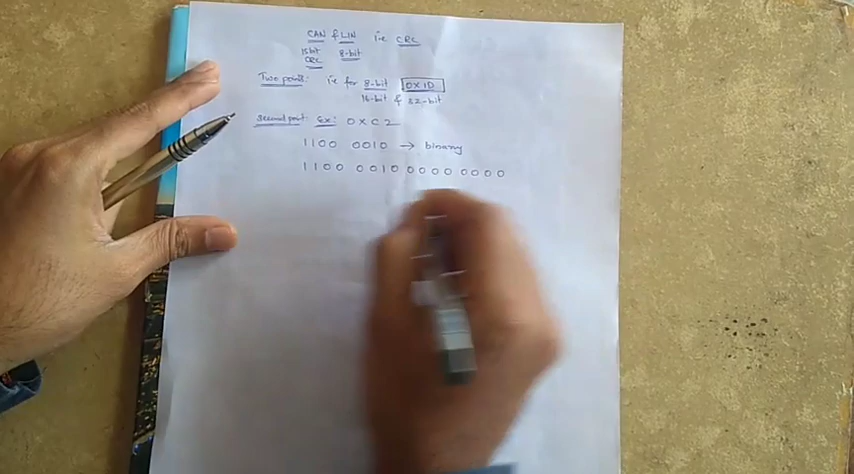 CAN & LIN i.e CRC
15bit 8-bit
CRC
Two points: i.e for 8-bit 0X1D
16-bit & 32-bit
Second point: Ex: 0XC2
1100 0010 → binary
1100 0010 0000 0000